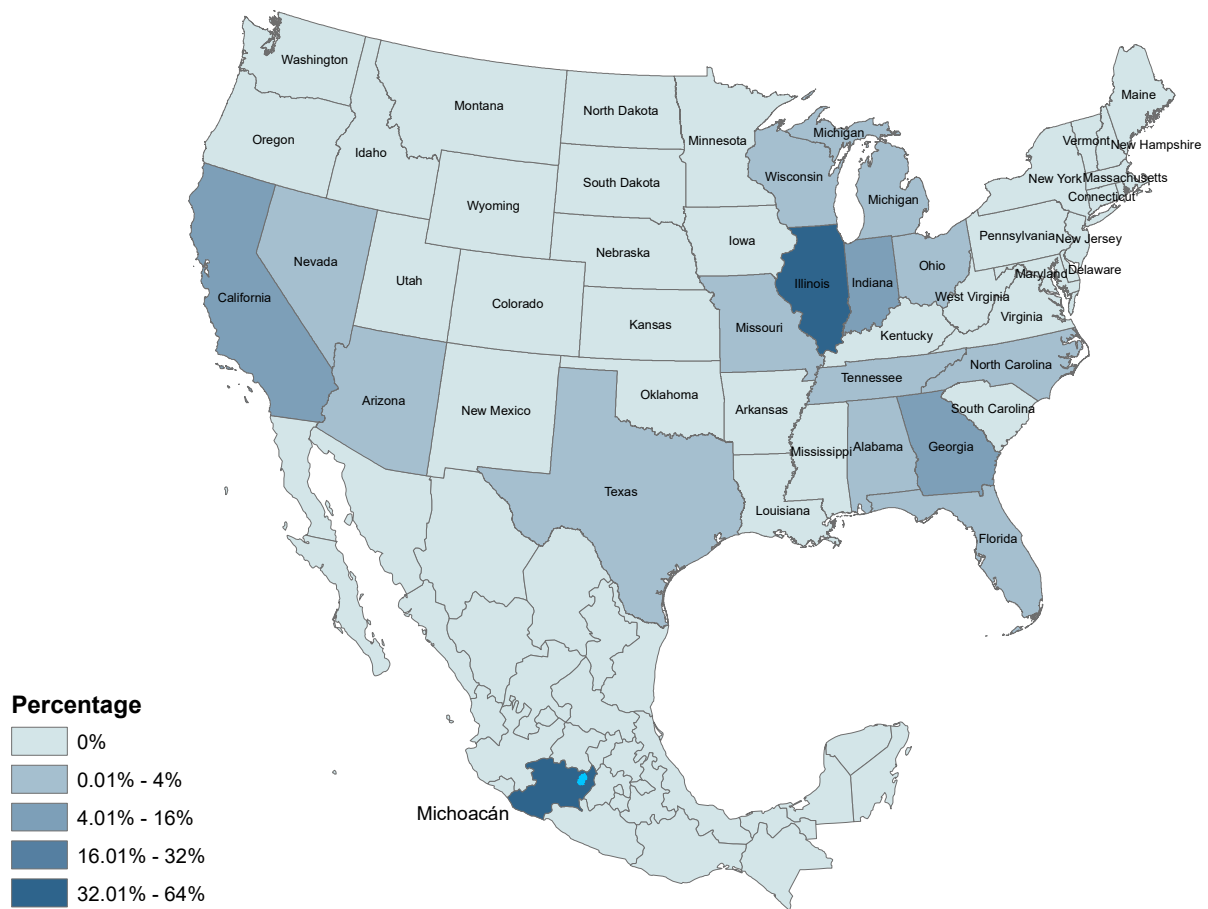 Washington
Montana
North Dakota
Minnesota
Maine
Oregon
Idaho
Michigan
Vermont
New Hampshire
South Dakota
Wisconsin
Michigan
New York
Massachusetts
Connecticut
Wyoming
Iowa
Pennsylvania
New Jersey
Nebraska
Nevada
Utah
Colorado
Illinois
Indiana
Ohio
Maryland
Delaware
California
West Virginia
Virginia
Kansas
Missouri
Kentucky
North Carolina
Tennessee
Arizona
New Mexico
Oklahoma
Arkansas
South Carolina
Mississippi
Alabama
Georgia
Texas
Louisiana
Florida
Michoacán
Percentage
0%
0.01% - 4%
4.01% - 16%
16.01% - 32%
32.01% - 64%